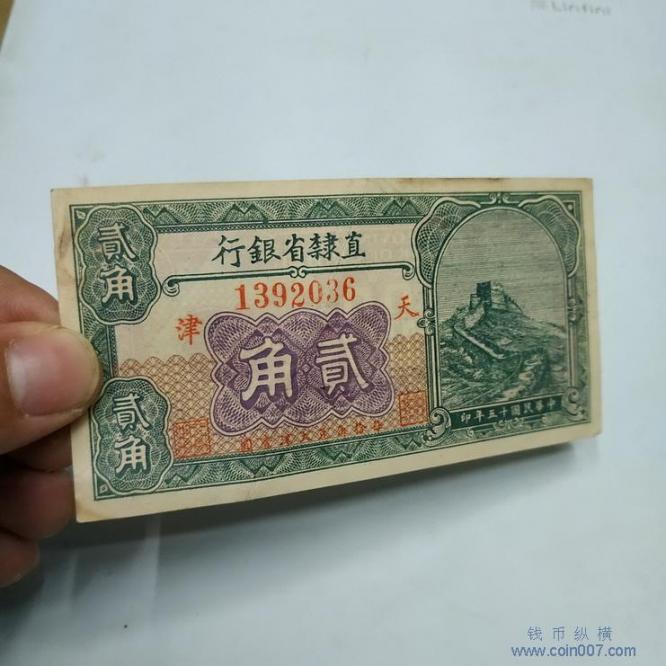 直隸省銀行
1392036
天津
貳角
貳角
貳角
中華民國十五年印
钱币纵横
www.coin007.com